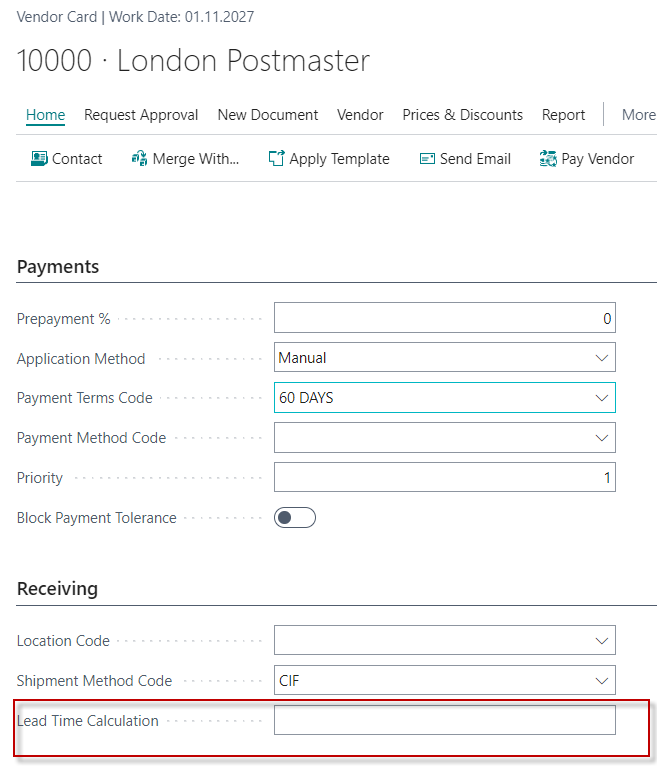 Vendor Card | Work Date: 01.11.2027
10000 · London Postmaster
Home Request Approval New Document Vendor Prices & Discounts Report More
Contact Merge With... Apply Template Send Email Pay Vendor
Payments
Prepayment % 0
Application Method Manual
Payment Terms Code 60 DAYS
Payment Method Code
Priority 1
Block Payment Tolerance
Receiving
Location Code
Shipment Method Code CIF
Lead Time Calculation